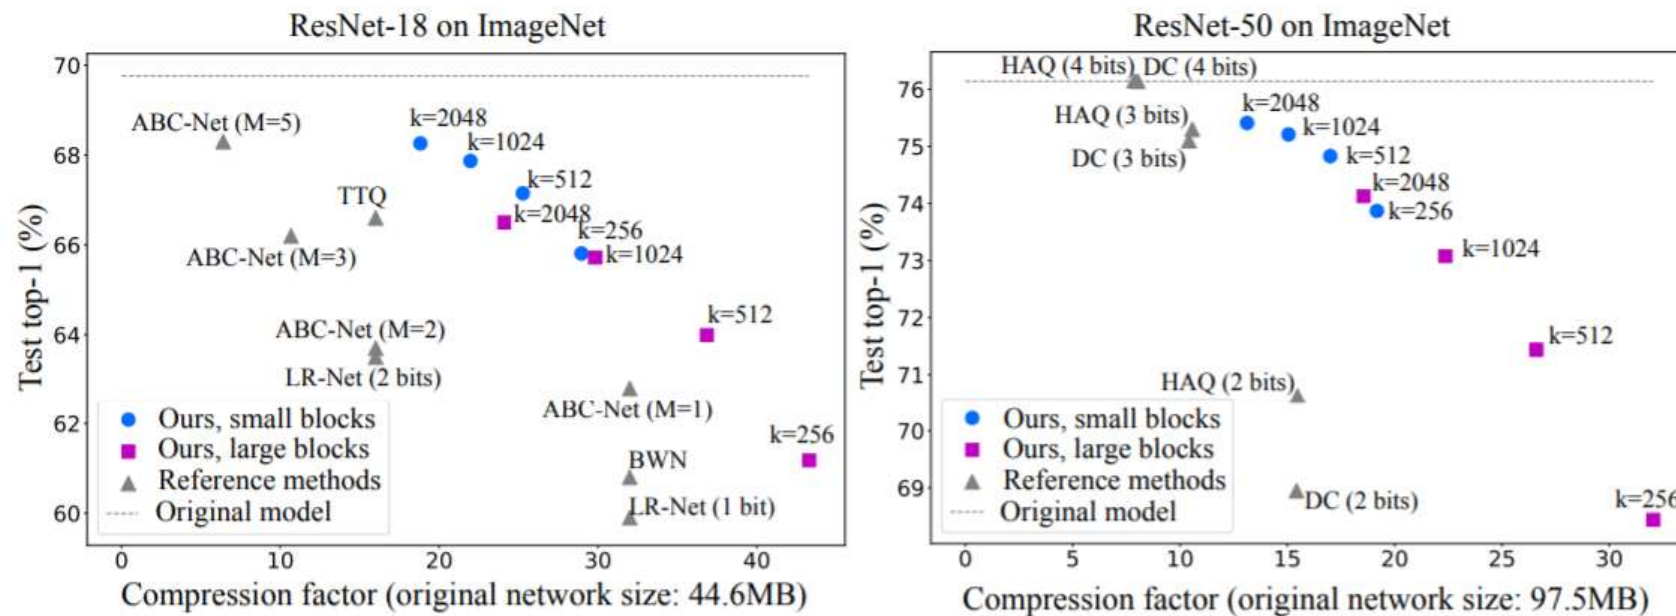 ResNet-18 on ImageNet
Test top-1 (%)
70
68
66
64
62
60
ABC-Net (M=5)
k=2048
k=1024
k=512
TTQ
k=2048
k=256
ABC-Net (M=3)
k=1024
k=512
ABC-Net (M=2)
LR-Net (2 bits)
ABC-Net (M=1)
k=256
BWN
LR-Net (1 bit)
Ours, small blocks
Ours, large blocks
Reference methods
Original model
0
10
20
30
40
Compression factor (original network size: 44.6MB)
ResNet-50 on ImageNet
Test top-1 (%)
76
75
74
73
72
71
70
69
HAQ (4 bits)
DC (4 bits)
k=2048
HAQ (3 bits)
k=1024
DC (3 bits)
k=512
k=2048
k=256
k=1024
k=512
HAQ (2 bits)
DC (2 bits)
k=256
Ours, small blocks
Ours, large blocks
Reference methods
Original model
0
5
10
15
20
25
30
Compression factor (original network size: 97.5MB)